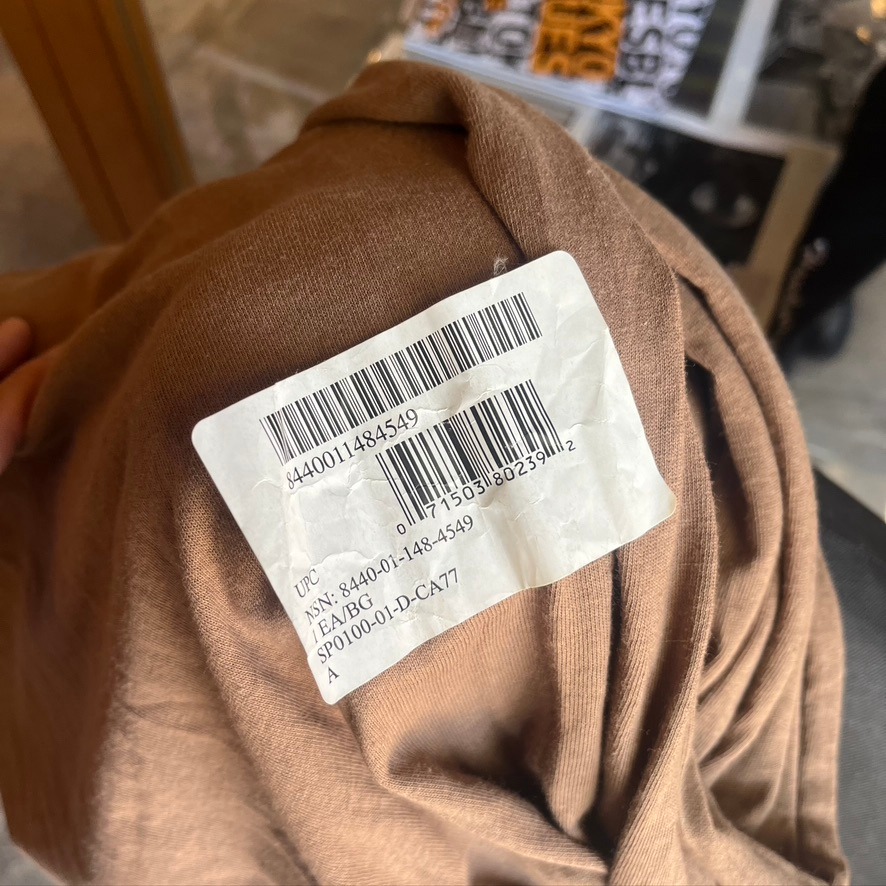 8440011484549
0 71503 80239 2
UPC
NSN: 8440-01-148-4549
1 EA/BG
SP0100-01-D-CA77
A